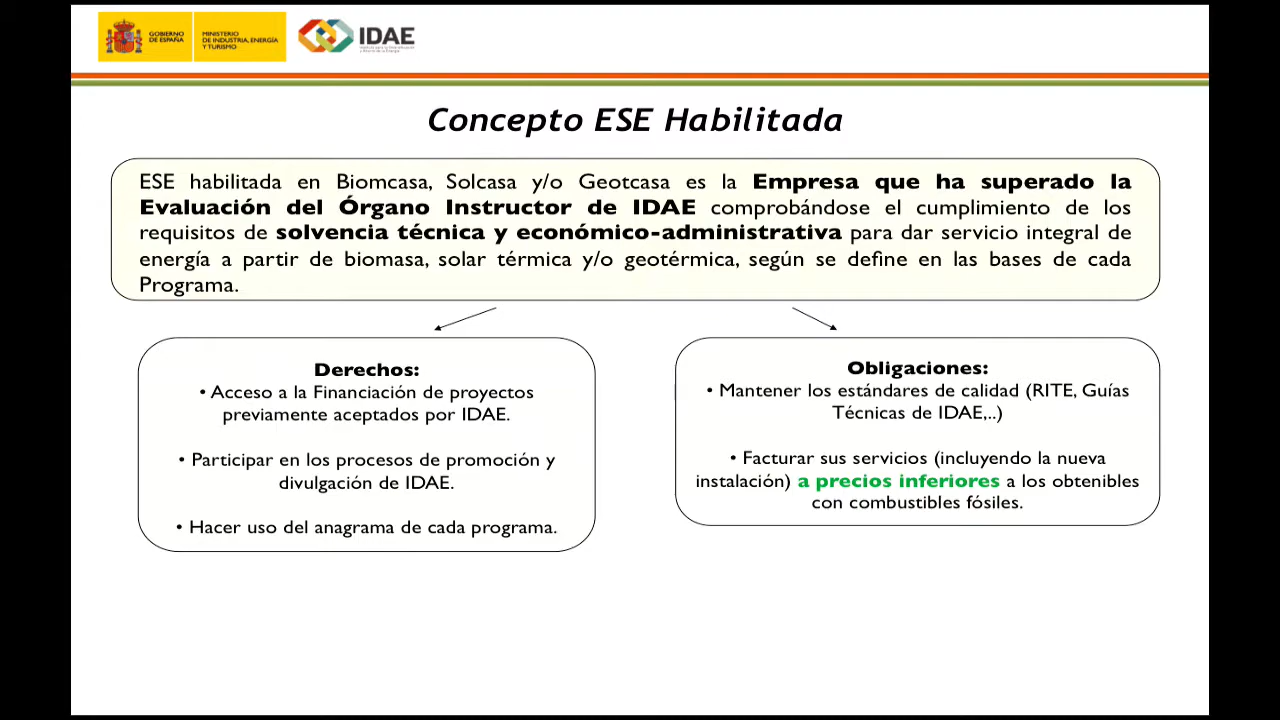 GOBIERNO
DE ESPAÑA
MINISTERIO
DE INDUSTRIA, ENERGÍA
Y TURISMO
IDAE
Concepto ESE Habilitada
ESE habilitada en Biomcasa, Solcasa y/o Geotcasa es la Empresa que ha superado la
Evaluación del Órgano Instructor de IDAE comprobándose el cumplimiento de los
requisitos de solvencia técnica y económico-administrativa para dar servicio integral de
energía a partir de biomasa, solar térmica y/o geotérmica, según se define en las bases de cada
Programa.
Derechos:
• Acceso a la Financiación de proyectos
previamente aceptados por IDAE.
• Participar en los procesos de promoción y
divulgación de IDAE.
• Hacer uso del anagrama de cada programa.
Obligaciones:
• Mantener los estándares de calidad (RITE, Guías
Técnicas de IDAE,..)
• Facturar sus servicios (incluyendo la nueva
instalación) a precios inferiores a los obtenibles
con combustibles fósiles.